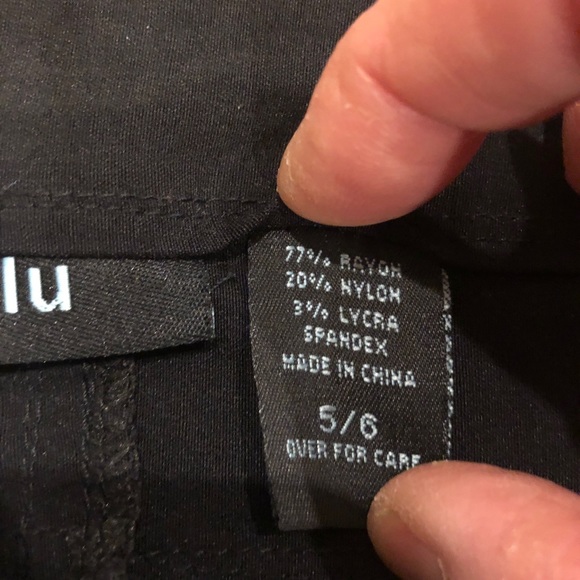 lu
77% RAYON
20% NYLON
3% LYCRA
SPANDEX
MADE IN CHINA
5/6
OVER FOR CARE